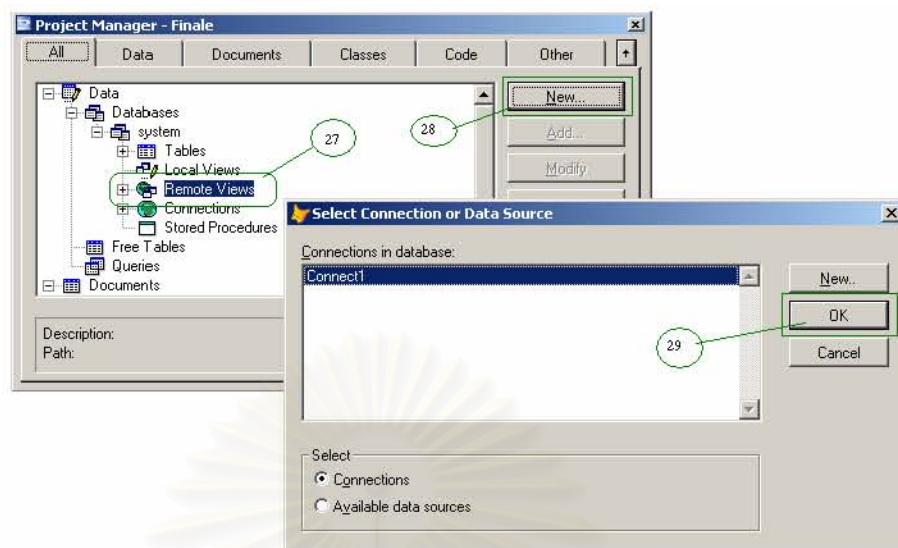 Project Manager - Finale
All
Data
Documents
Classes
Code
Other
Data
Databases
system
Tables
Local Views
Remote Views
Connections
Stored Procedures
Free Tables
Queries
Documents
27
28
New...
Add...
Modify
Description:
Path:
Select Connection or Data Source
Connections in database:
Connect1
New..
OK
Cancel
29
Select
Connections
Available data sources